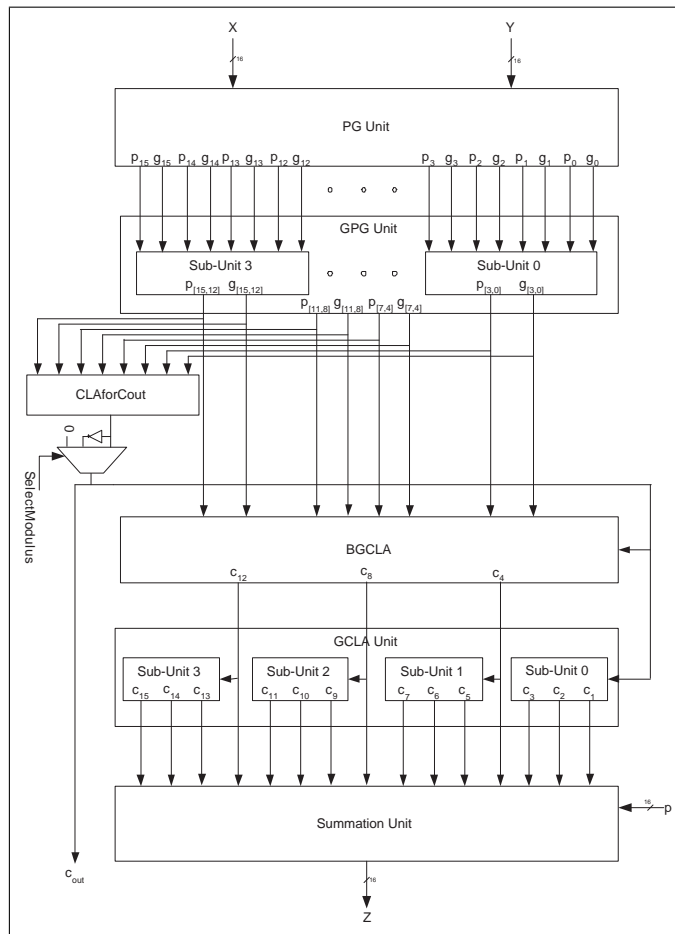 X Y
16 16
PG Unit
p15 g15 p14 g14 p13 g13 p12 g12 p3 g3 p2 g2 p1 g1 p0 g0
GPG Unit
Sub-Unit 3 Sub-Unit 0
p[15,12] g[15,12] p[3,0] g[3,0]
p[11,8] g[11,8] p[7,4] g[7,4]
CLAforCout
0
SelectModulus
BGCLA
c12 c8 c4
GCLA Unit
Sub-Unit 3 Sub-Unit 2 Sub-Unit 1 Sub-Unit 0
c15 c14 c13 c11 c10 c9 c7 c6 c5 c3 c2 c1
16
p
Summation Unit
cout
16
Z